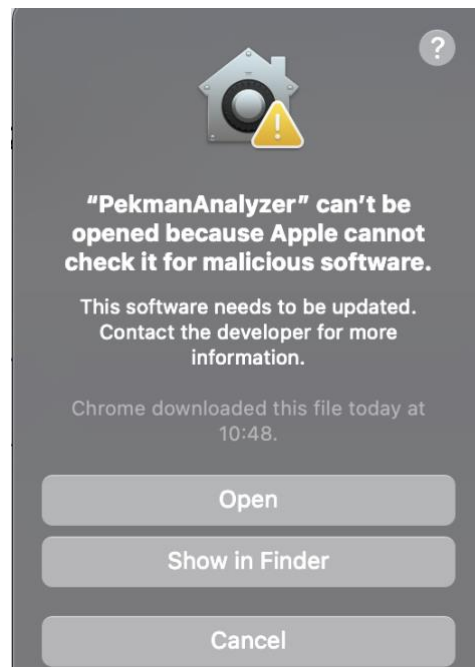 ?
“PekmanAnalyzer” can’t be
opened because Apple cannot
check it for malicious software.
This software needs to be updated.
Contact the developer for more
information.
Chrome downloaded this file today at
10:48.
Open
Show in Finder
Cancel